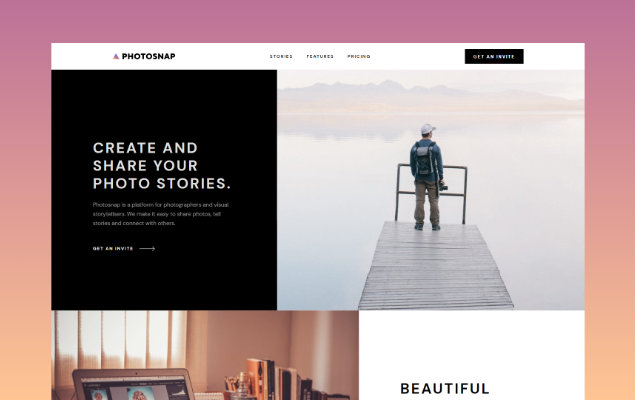 PHOTOSNAP
STORIES FEATURES PRICING
GET AN INVITE
CREATE AND
SHARE YOUR
PHOTO STORIES.
Photosnap is a platform for photographers and visual
storytellers. We make it easy to share photos, tell
stories and connect with others.
GET AN INVITE
BEAUTIFUL